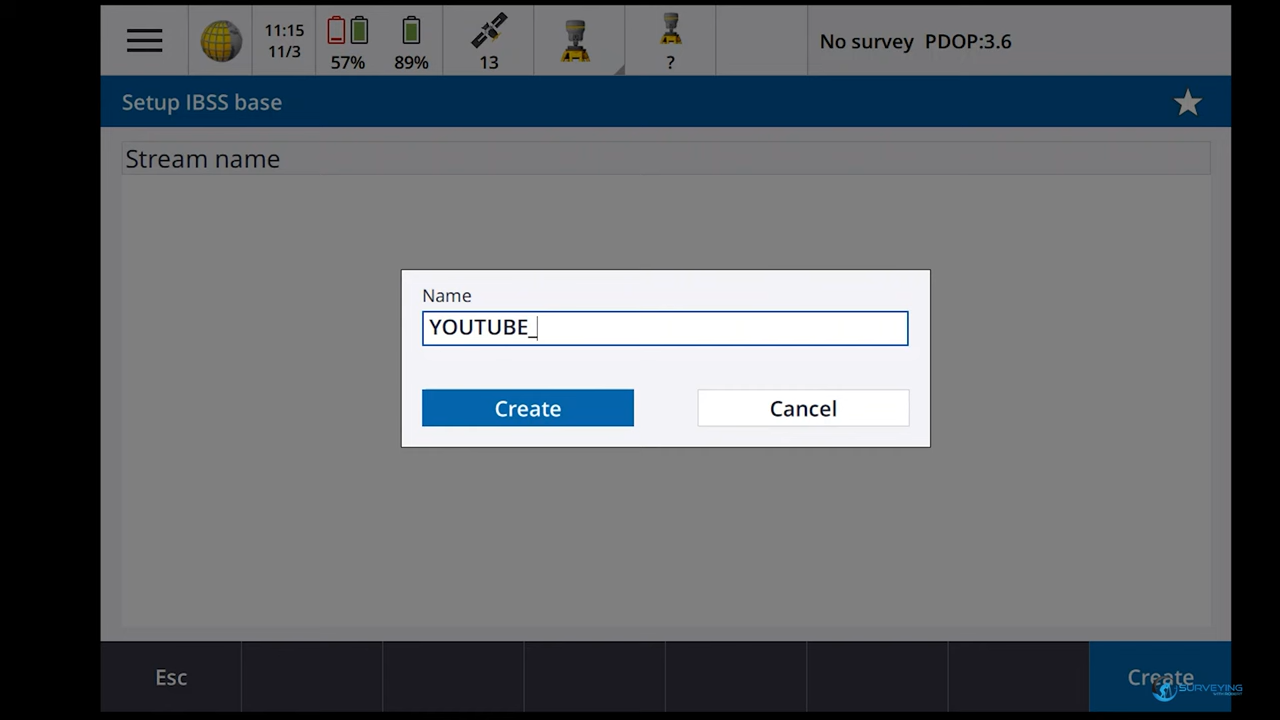 11:15
11/3
57%
89%
13
?
No survey PDOP:3.6
Setup IBSS base
Stream name
Name
YOUTUBE_
Create
Cancel
Esc
Create
SURVEYING